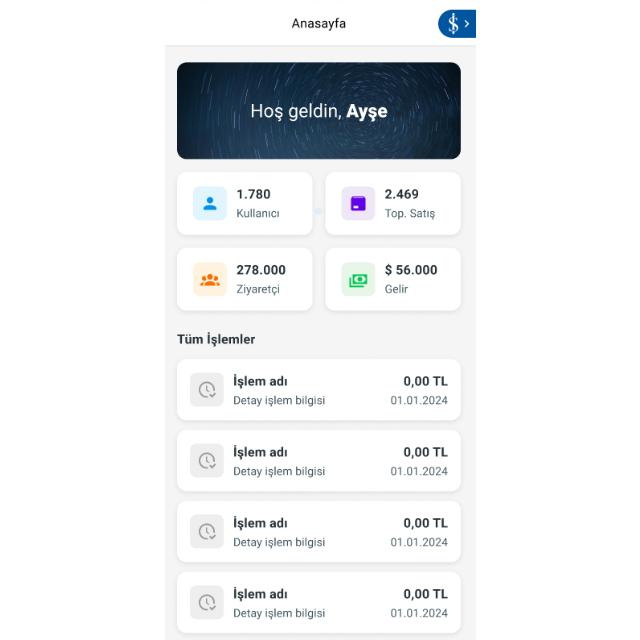 Anasayfa
$
Hoş geldin, Ayşe
1.780
Kullanıcı
2.469
Top. Satış
278.000
Ziyaretçi
$ 56.000
Gelir
Tüm İşlemler
İşlem adı 0,00 TL
Detay işlem bilgisi 01.01.2024
İşlem adı 0,00 TL
Detay işlem bilgisi 01.01.2024
İşlem adı 0,00 TL
Detay işlem bilgisi 01.01.2024
İşlem adı 0,00 TL
Detay işlem bilgisi 01.01.2024